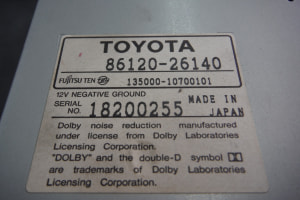 TOYOTA
86120-26140
FUJITSU TEN 135000-10700101
12V NEGATIVE GROUND
SERIAL NO. 18200255 MADE IN JAPAN
Dolby noise reduction manufactured
under license from Dolby Laboratories
Licensing Corporation.
"DOLBY" and the double-D symbol
are trademarks of Dolby Laboratories
Licensing Corporation.